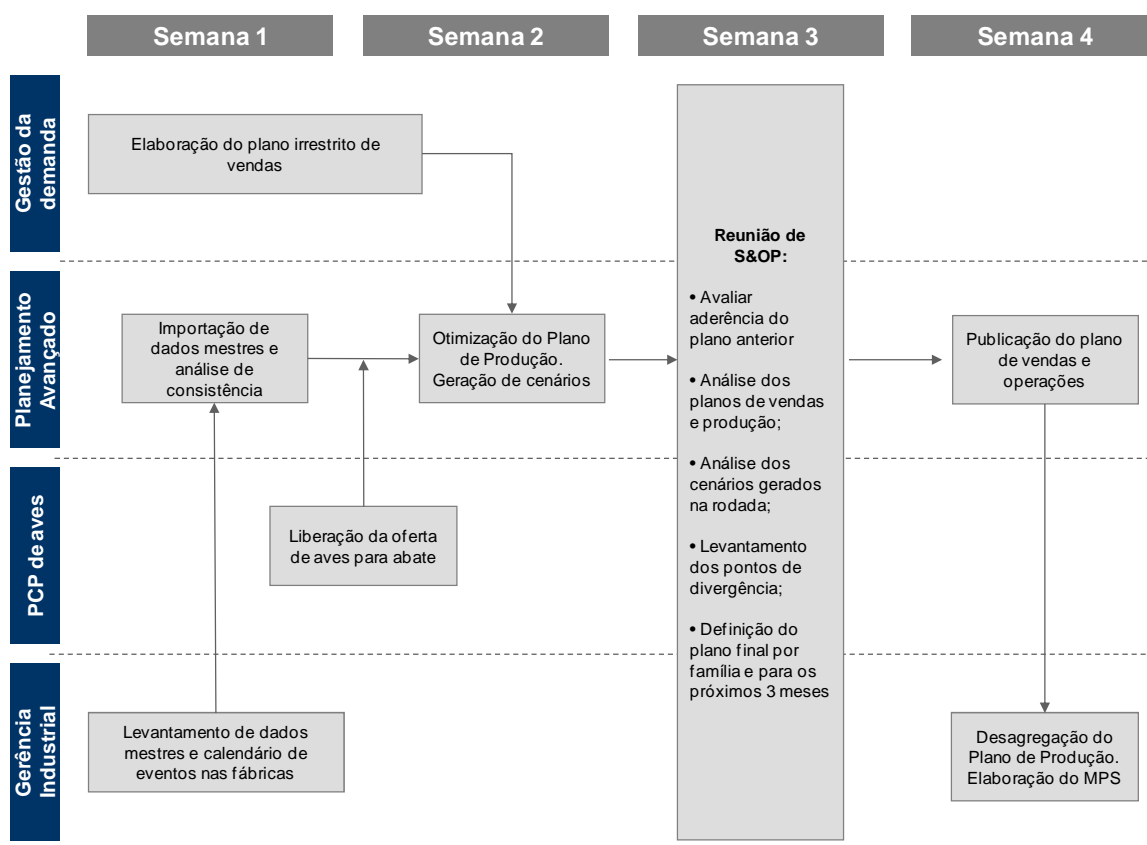 Semana 1
Semana 2
Semana 3
Semana 4
Gestão da
demanda
Elaboração do plano irrestrito de
vendas
Planejamento
Avançado
Importação de
dados mestres e
análise de
consistência
Otimização do Plano
de Produção.
Geração de cenários
Reunião de
S&OP:
• Avaliar
aderência do
plano anterior
• Análise dos
planos de vendas
e produção;
• Análise dos
cenários gerados
na rodada;
• Levantamento
dos pontos de
divergência;
• Definição do
plano final por
família e para os
próximos 3 meses
Publicação do plano
de vendas e
operações
PCP de aves
Liberação da oferta
de aves para abate
Gerência
Industrial
Levantamento de dados
mestres e calendário de
eventos nas fábricas
Desagregação do
Plano de Produção.
Elaboração do MPS